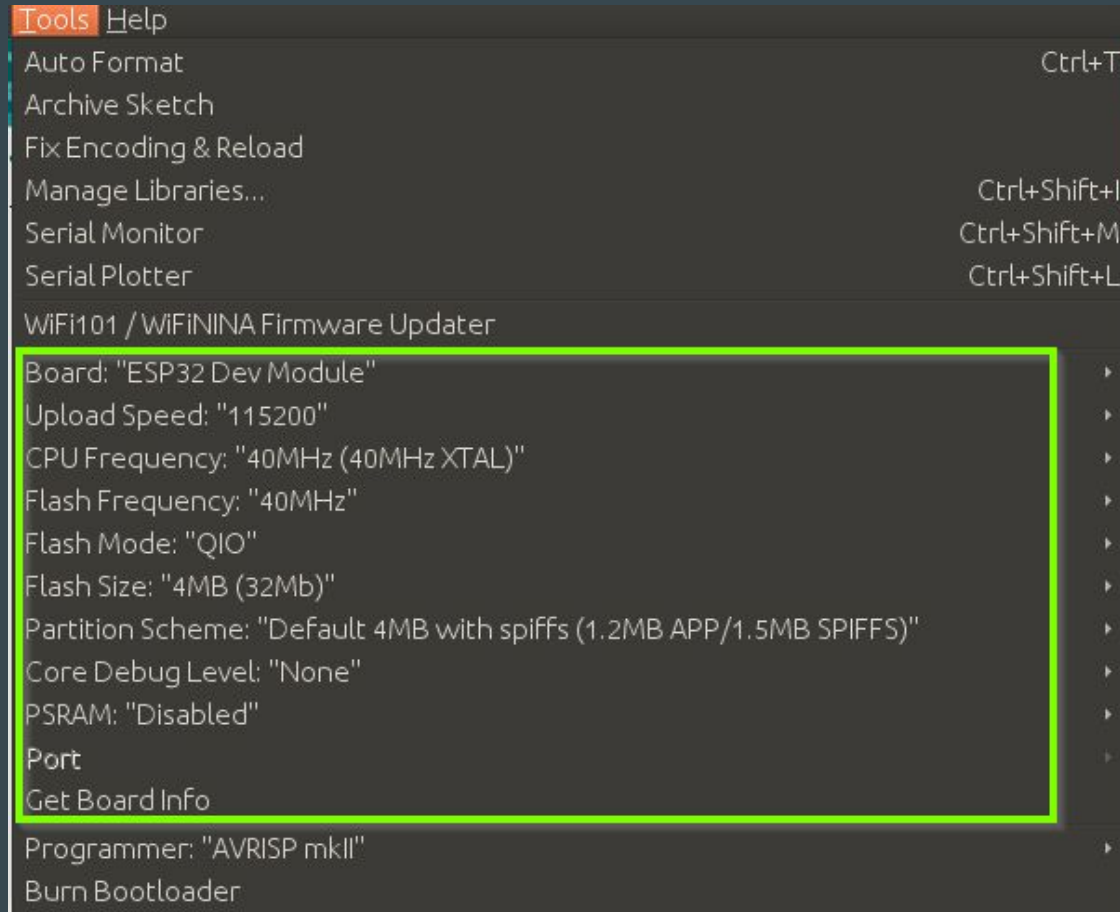 Tools Help
Auto Format Ctrl+T
Archive Sketch
Fix Encoding & Reload
Manage Libraries... Ctrl+Shift+I
Serial Monitor Ctrl+Shift+M
Serial Plotter Ctrl+Shift+L
WiFi101 / WiFiNINA Firmware Updater
Board: "ESP32 Dev Module"
Upload Speed: "115200"
CPU Frequency: "40MHz (40MHz XTAL)"
Flash Frequency: "40MHz"
Flash Mode: "QIO"
Flash Size: "4MB (32Mb)"
Partition Scheme: "Default 4MB with spiffs (1.2MB APP/1.5MB SPIFFS)"
Core Debug Level: "None"
PSRAM: "Disabled"
Port
Get Board Info
Programmer: "AVRISP mkII"
Burn Bootloader